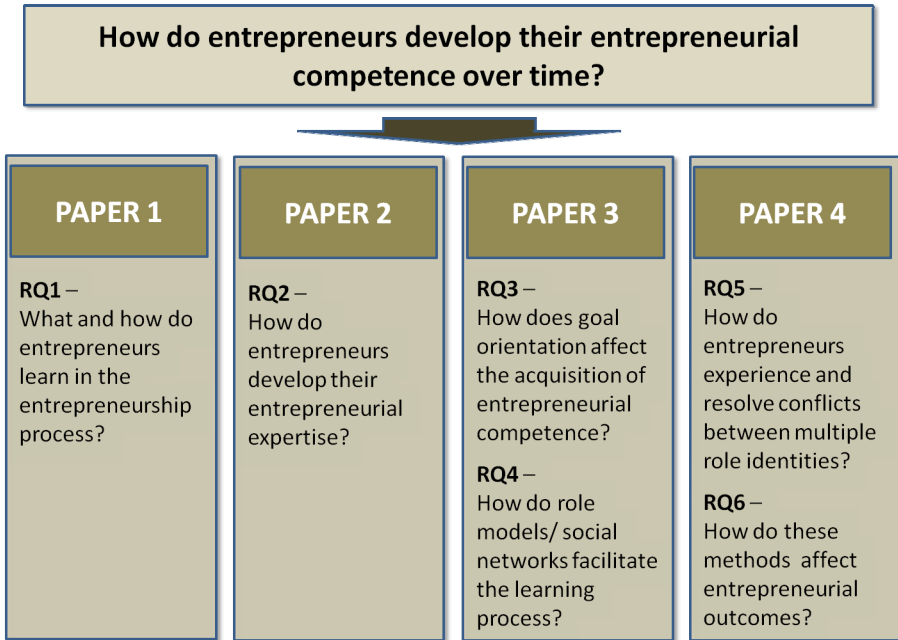 How do entrepreneurs develop their entrepreneurial
competence over time?
PAPER 1
RQ1 –
What and how do
entrepreneurs
learn in the
entrepreneurship
process?
PAPER 2
RQ2 –
How do
entrepreneurs
develop their
entrepreneurial
expertise?
PAPER 3
RQ3 –
How does goal
orientation affect
the acquisition of
entrepreneurial
competence?
RQ4 –
How do role
models/ social
networks facilitate
the learning
process?
PAPER 4
RQ5 –
How do
entrepreneurs
experience and
resolve conflicts
between multiple
role identities?
RQ6 –
How do these
methods affect
entrepreneurial
outcomes?